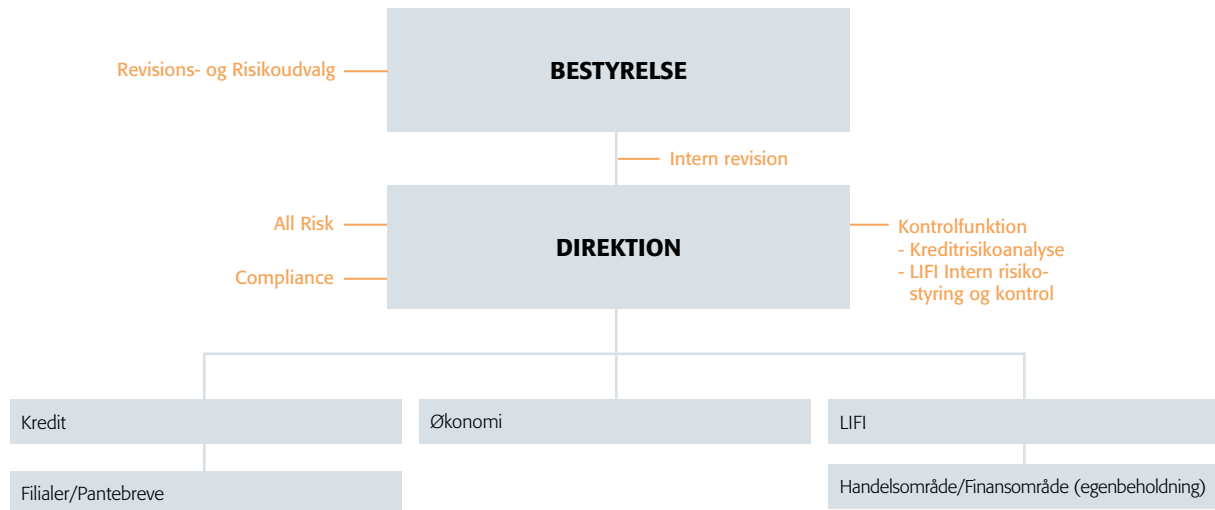 Revisions- og Risikoudvalg
BESTYRELSE
Intern revision
All Risk
Compliance
DIREKTION
Kontrolfunktion
- Kreditrisikoanalyse
- LIFI Intern risiko-
styring og kontrol
Kredit
Økonomi
LIFI
Filialer/Pantebreve
Handelsområde/Finansområde (egenbeholdning)